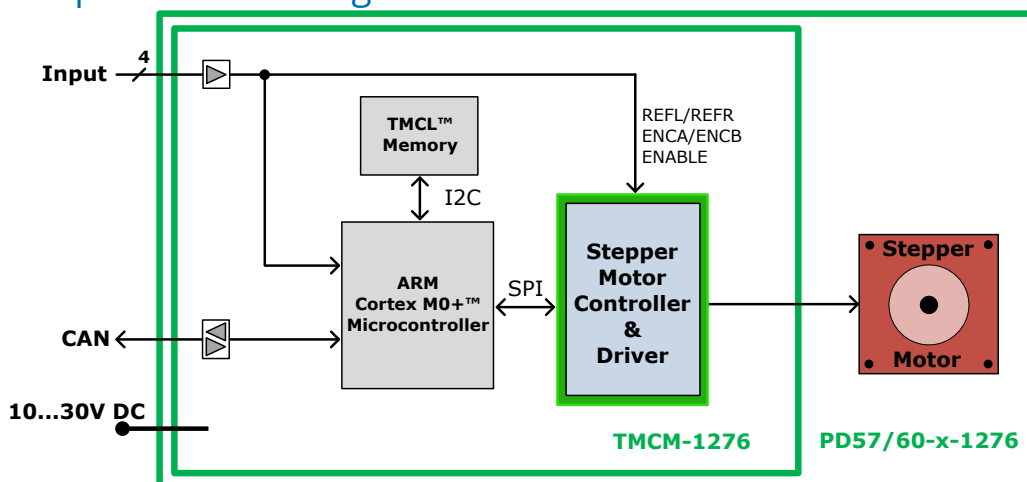 4
Input
TMCL™
Memory
REFL/REFR
ENCA/ENCB
ENABLE
I2C
ARM
Cortex M0+™
Microcontroller
SPI
Stepper
Motor
Controller
&
Driver
Stepper
Motor
CAN
10...30V DC
TMCM-1276
PD57/60-x-1276